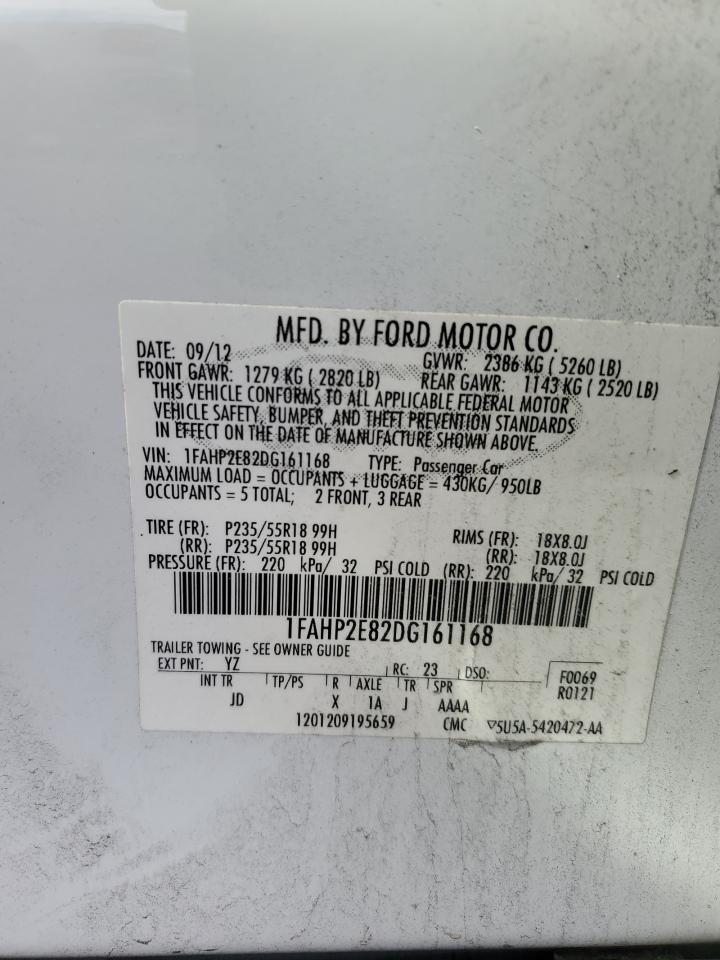 MFD. BY FORD MOTOR CO.
DATE: 09/12 GVWR: 2386 KG ( 5260 LB)
FRONT GAWR: 1279 KG ( 2820 LB) REAR GAWR: 1143 KG ( 2520 LB)
THIS VEHICLE CONFORMS TO ALL APPLICABLE FEDERAL MOTOR
VEHICLE SAFETY, BUMPER, AND THEFT PREVENTION STANDARDS
IN EFFECT ON THE DATE OF MANUFACTURE SHOWN ABOVE.
VIN: 1FAHP2E82DG161168 TYPE: Passenger Car
MAXIMUM LOAD = OCCUPANTS + LUGGAGE = 430KG/ 950LB
OCCUPANTS = 5 TOTAL; 2 FRONT, 3 REAR
TIRE (FR): P235/55R18 99H RIMS (FR): 18X8.0J
(RR): P235/55R18 99H (RR): 18X8.0J
PRESSURE (FR): 220 kPa/ 32 PSI COLD (RR): 220 kPa/ 32 PSI COLD
1FAHP2E82DG161168
TRAILER TOWING - SEE OWNER GUIDE
EXT PNT: YZ RC: 23 DSO: F0069
R0121
INT TR TP/PS R AXLE TR SPR
JD X 1A J AAAA
1201209195659 CMC ▽5U5A-5420472-AA